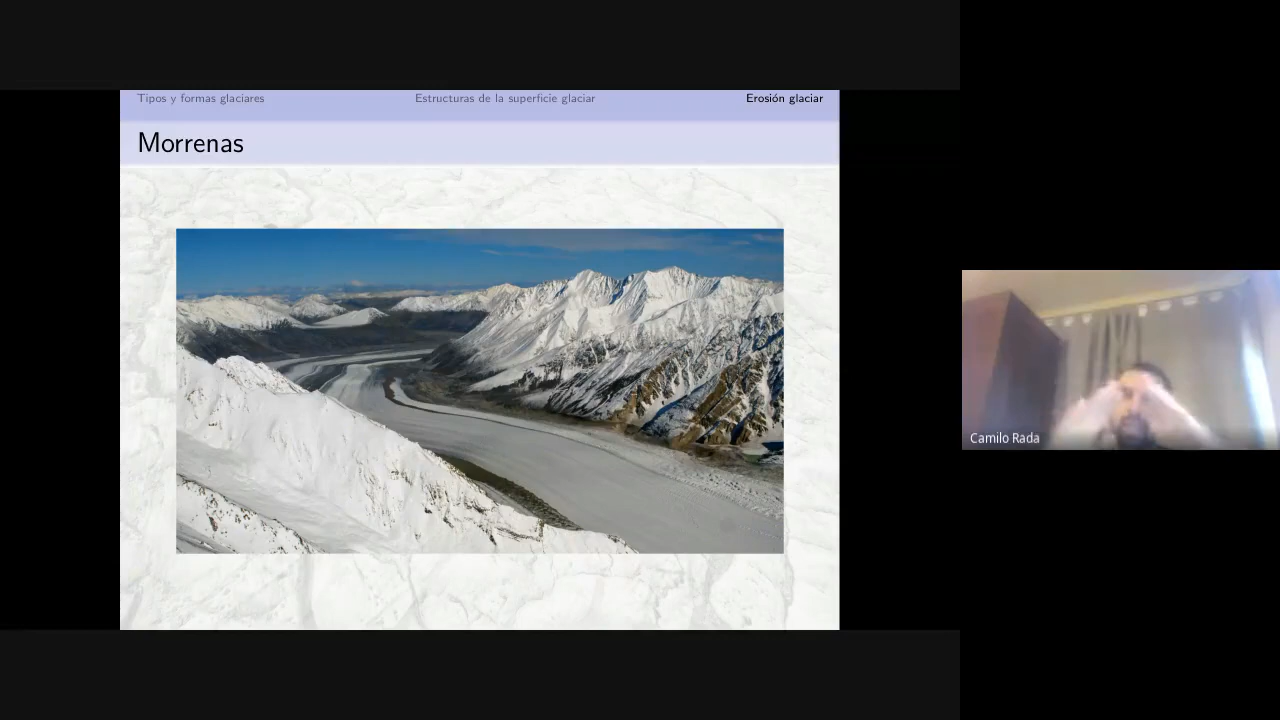 Tipos y formas glaciares
Estructuras de la superficie glaciar
Erosión glaciar
Morrenas
Camilo Rada